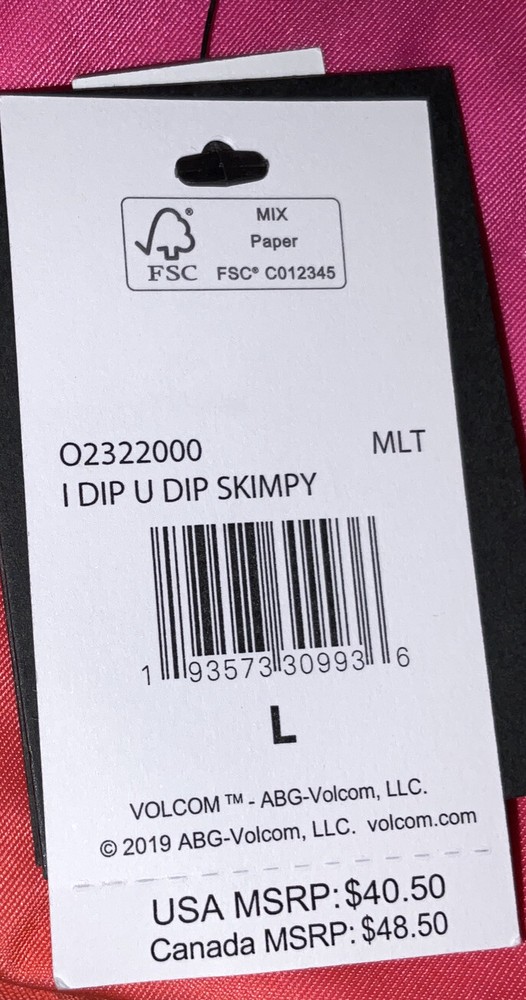 MIX
Paper
FSC® C012345
®
FSC
O2322000 MLT
I DIP U DIP SKIMPY
1 93573 30993 6
L
VOLCOM™ - ABG-Volcom, LLC.
© 2019 ABG-Volcom, LLC. volcom.com
USA MSRP: $40.50
Canada MSRP: $48.50